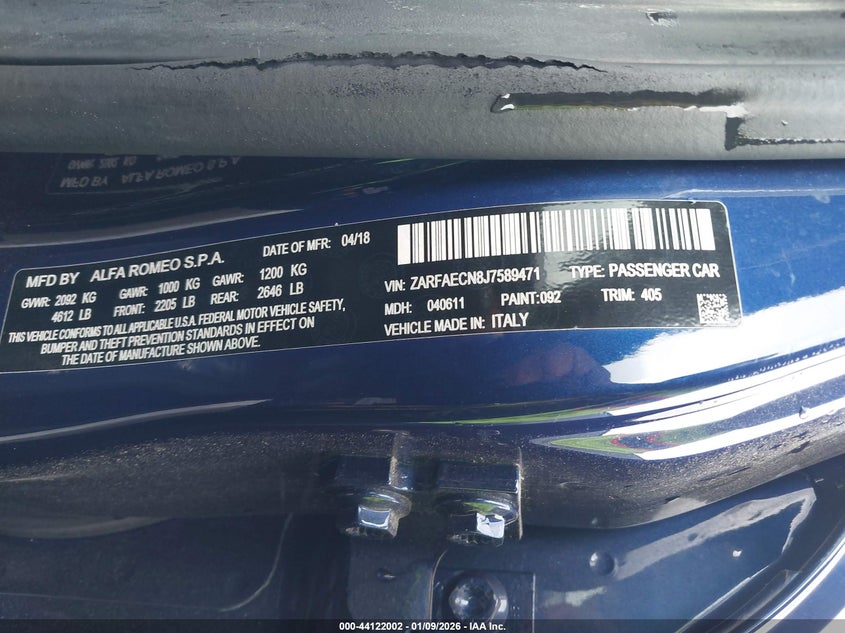 MFD BY ALFA ROMEO S.P.A. DATE OF MFR: 04/18
GVWR: 2092 KG GAWR: 1000 KG GAWR: 1200 KG
4612 LB FRONT: 2205 LB REAR: 2646 LB
THIS VEHICLE CONFORMS TO ALL APPLICABLE U.S.A. FEDERAL MOTOR VEHICLE SAFETY,
BUMPER AND THEFT PREVENTION STANDARDS IN EFFECT ON
THE DATE OF MANUFACTURE SHOWN ABOVE.
VIN: ZARFAECN8J7589471 TYPE: PASSENGER CAR
MDH: 040611 PAINT:092 TRIM: 405
VEHICLE MADE IN: ITALY
000-44122002 - 01/09/2026 - IAA Inc.